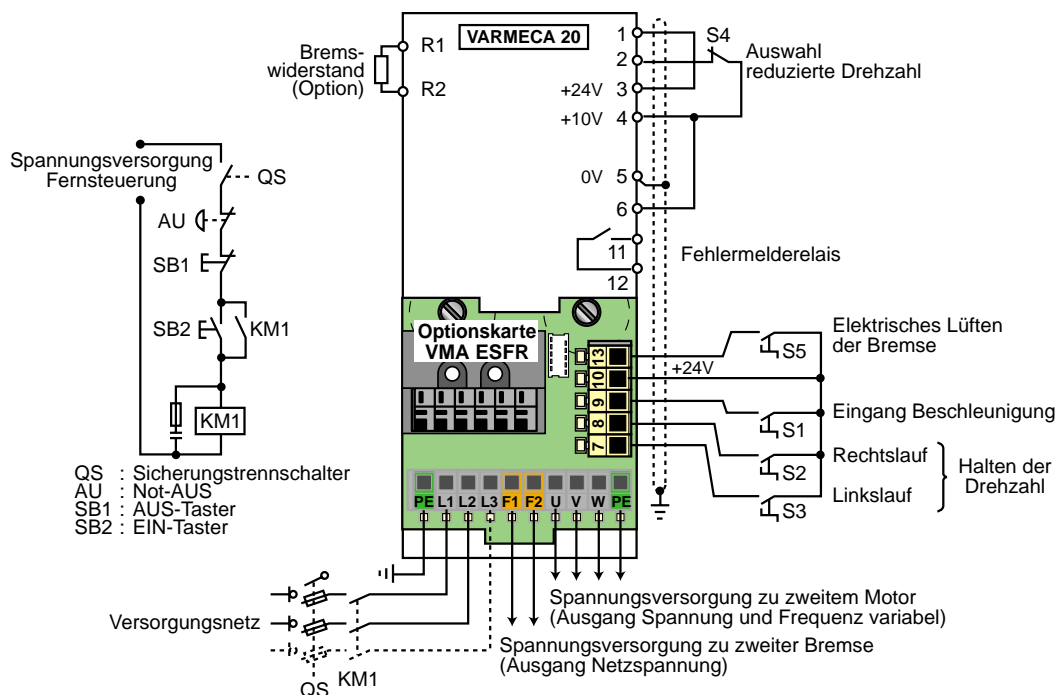 VARMECA 20
R1
R2
Brems-
widerstand
(Option)
1
2
+24V 3
+10V 4
0V 5
6
11
12
S4
Auswahl
reduzierte Drehzahl
Fehlermelderelais
Spannungsversorgung
Fernsteuerung
QS
AU
SB1
SB2
KM1
KM1
QS : Sicherungstrennschalter
AU : Not-AUS
SB1 : AUS-Taster
SB2 : EIN-Taster
Optionskarte
VMA ESFR
13
10
9
8
7
+24V
Elektrisches Lüften
der Bremse
S5
Eingang Beschleunigung
S1
Rechtslauf
S2
Linkslauf
S3
Halten der
Drehzahl
PE L1 L2 L3 F1 F2 U V W PE
Versorgungsnetz
QS
KM1
Spannungsversorgung zu zweitem Motor
(Ausgang Spannung und Frequenz variabel)
Spannungsversorgung zu zweiter Bremse
(Ausgang Netzspannung)